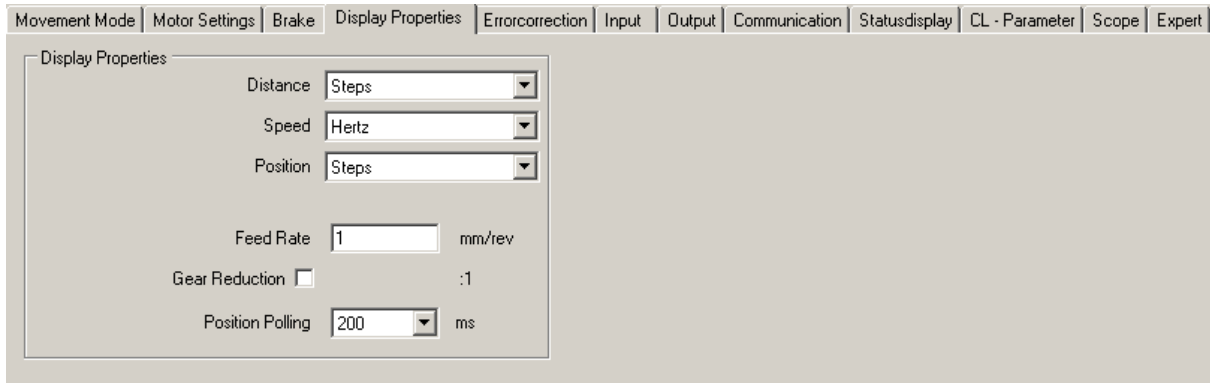 Movement Mode Motor Settings Brake Display Properties Errorcorrection Input Output Communication Statusdisplay CL - Parameter Scope Expert
Display Properties
Distance Steps
Speed Hertz
Position Steps
Feed Rate 1 mm/rev
Gear Reduction :1
Position Polling 200 ms